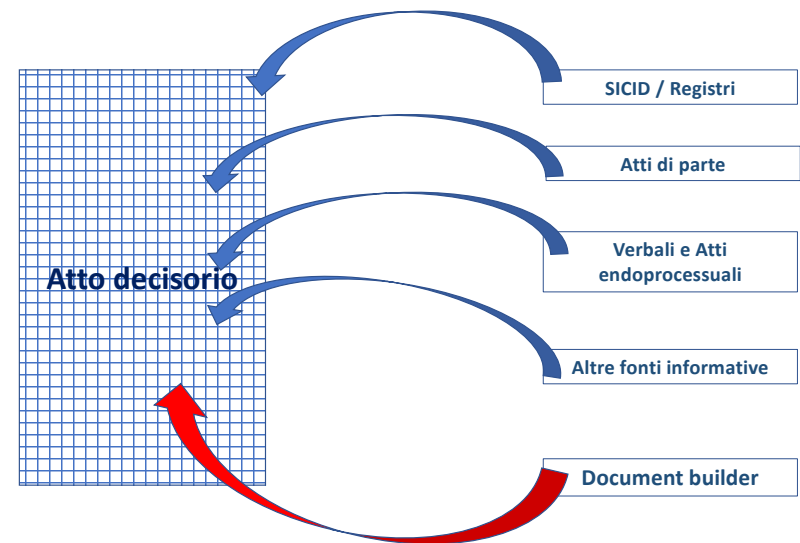 SICID / Registri
Atti di parte
Verbali e Atti
endoprocessuali
Atto decisorio
Altre fonti informative
Document builder